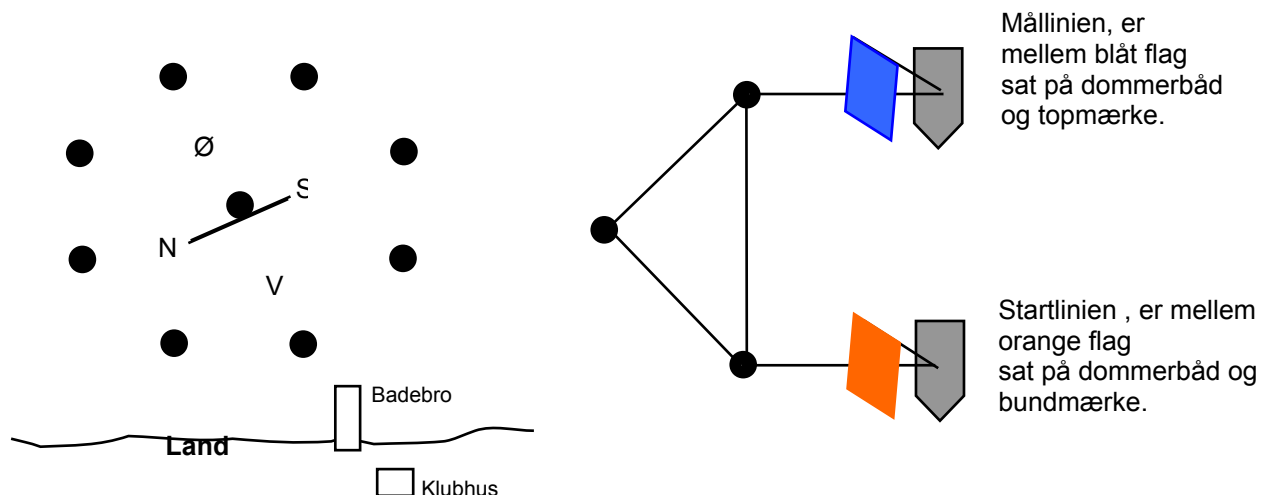 Ø
S
N
V
Badebro
Land
Klubhus
Mållinien, er
mellem blåt flag
sat på dommerbåd
og topmærke.
Startlinien , er mellem
orange flag
sat på dommerbåd og
bundmærke.